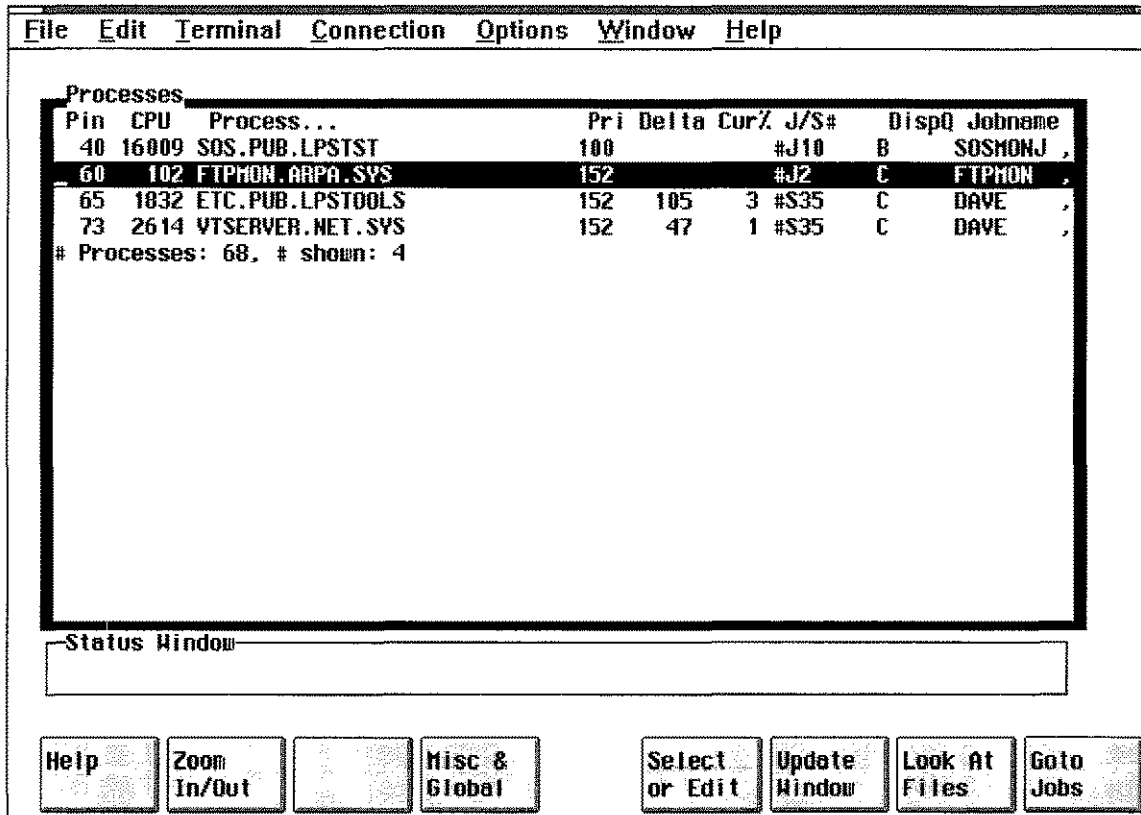 File Edit Terminal Connection Options Window Help
Processes
Pin CPU Process... Pri Delta Cur% J/S# DispQ Jobname
40 16009 SOS.PUB.LPSTST 100 #J10 B SOSMONJ ,
60 102 FTPMON.ARPA.SYS 152 #J2 C FTPMON ,
65 1832 ETC.PUB.LPSTOOLS 152 105 3 #S35 C DAVE ,
73 2614 VTSERVER.NET.SYS 152 47 1 #S35 C DAVE ,
# Processes: 68, # shown: 4
Status Window
Help Zoom Misc & Select Update Look At Goto
In/Out Global or Edit Window Files Jobs